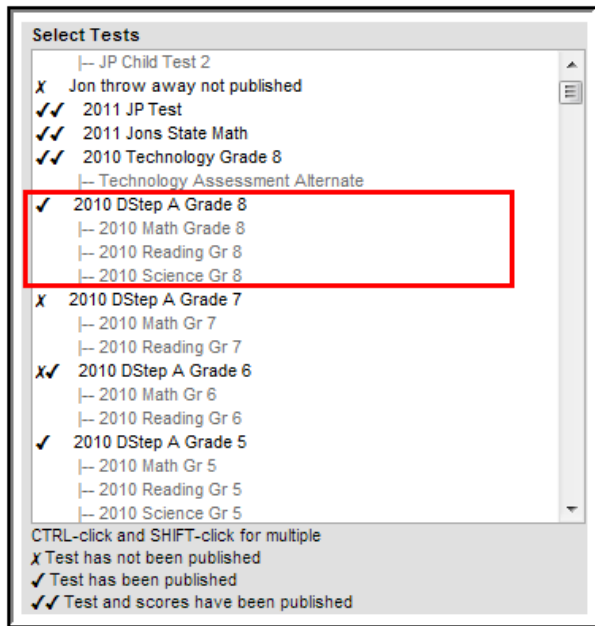 Select Tests
|-- JP Child Test 2
✗ Jon throw away not published
✓✓ 2011 JP Test
✓✓ 2011 Jons State Math
✓✓ 2010 Technology Grade 8
|-- Technology Assessment Alternate
✓ 2010 DStep A Grade 8
|-- 2010 Math Grade 8
|-- 2010 Reading Gr 8
|-- 2010 Science Gr 8
✗ 2010 DStep A Grade 7
|-- 2010 Math Gr 7
|-- 2010 Reading Gr 7
✗✓ 2010 DStep A Grade 6
|-- 2010 Math Gr 6
|-- 2010 Reading Gr 6
✓ 2010 DStep A Grade 5
|-- 2010 Math Gr 5
|-- 2010 Reading Gr 5
|-- 2010 Science Gr 5
CTRL-click and SHIFT-click for multiple
✗ Test has not been published
✓ Test has been published
✓✓ Test and scores have been published